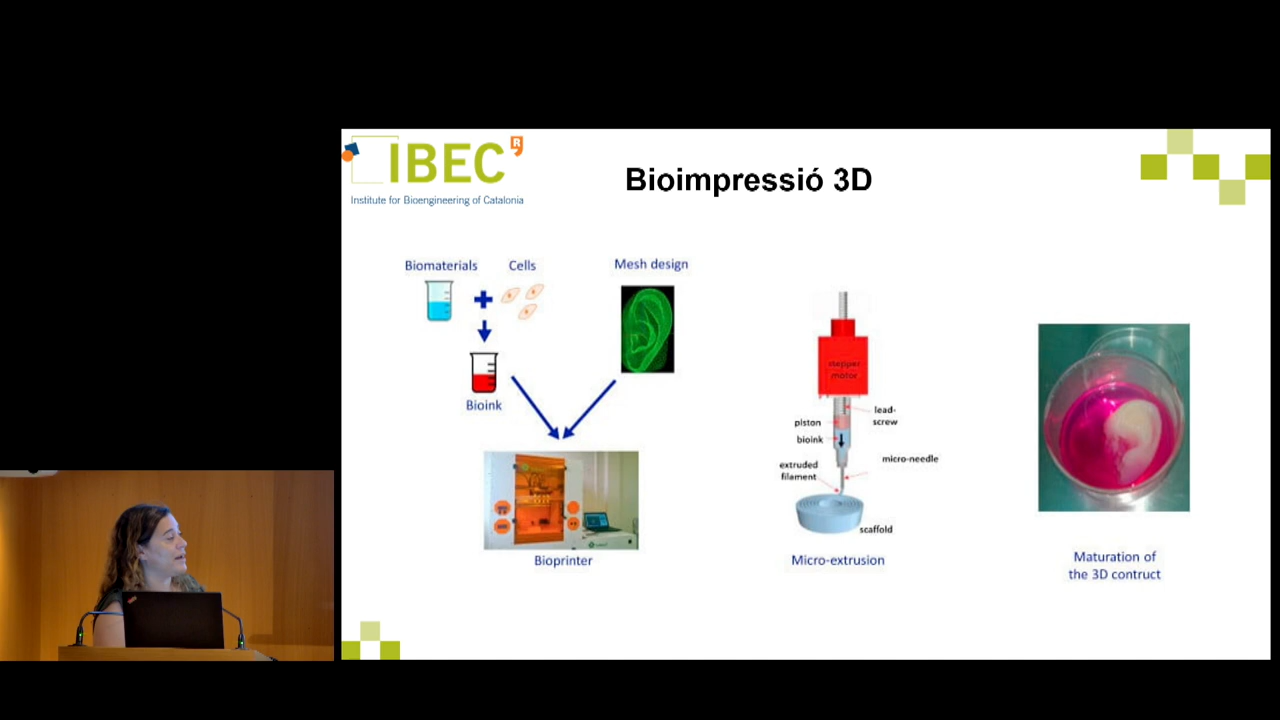 IBEC
R
Institute for Bioengineering of Catalonia
Bioimpressió 3D
Biomaterials
Cells
Mesh design
Bioink
Bioprinter
stepper
motor
lead-
screw
piston
bioink
micro-needle
extruded
filament
scaffold
Micro-extrusion
Maturation of
the 3D contruct